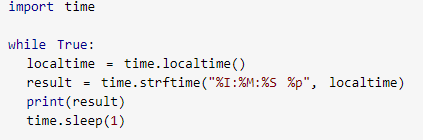 import time

while True:
  localtime = time.localtime()
  result = time.strftime("%I:%M:%S %p", localtime)
  print(result)
  time.sleep(1)